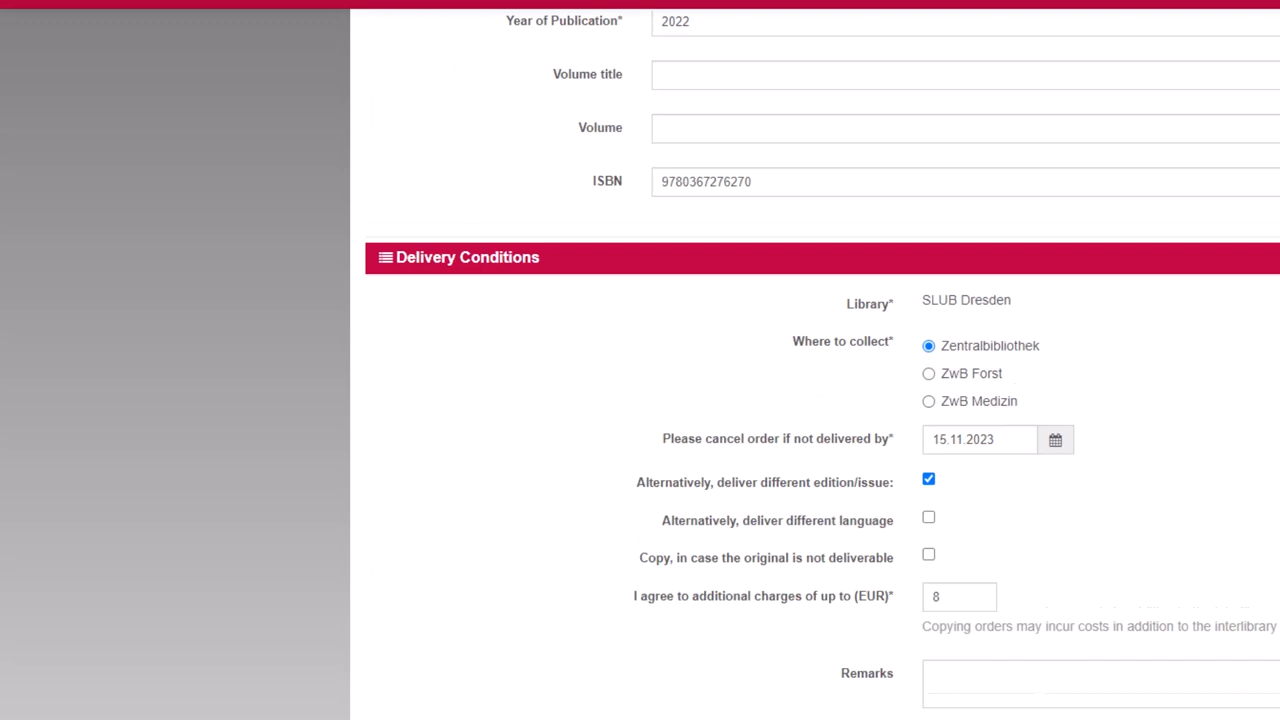 Year of Publication* 2022
Volume title
Volume
ISBN 9780367276270
Delivery Conditions
Library* SLUB Dresden
Where to collect* Zentralbibliothek
ZwB Forst
ZwB Medizin
Please cancel order if not delivered by* 15.11.2023
Alternatively, deliver different edition/issue:
Alternatively, deliver different language
Copy, in case the original is not deliverable
I agree to additional charges of up to (EUR)* 8
Copying orders may incur costs in addition to the interlibrary
Remarks